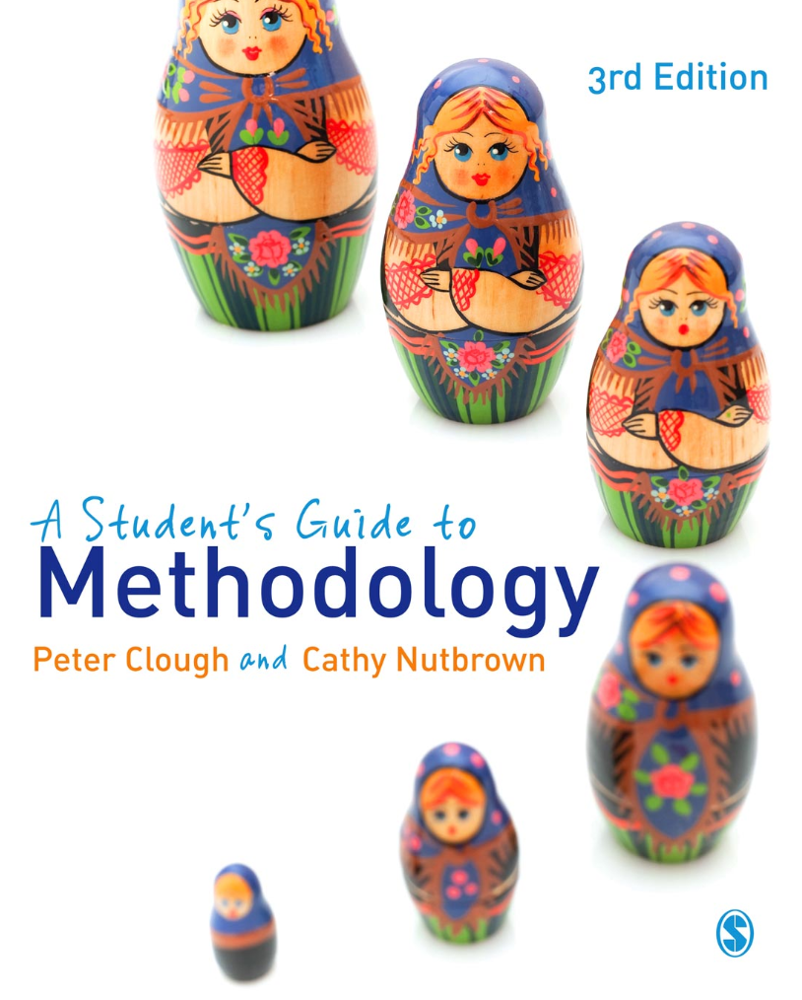 3rd Edition
A Student's Guide to
Methodology
Peter Clough and Cathy Nutbrown
S